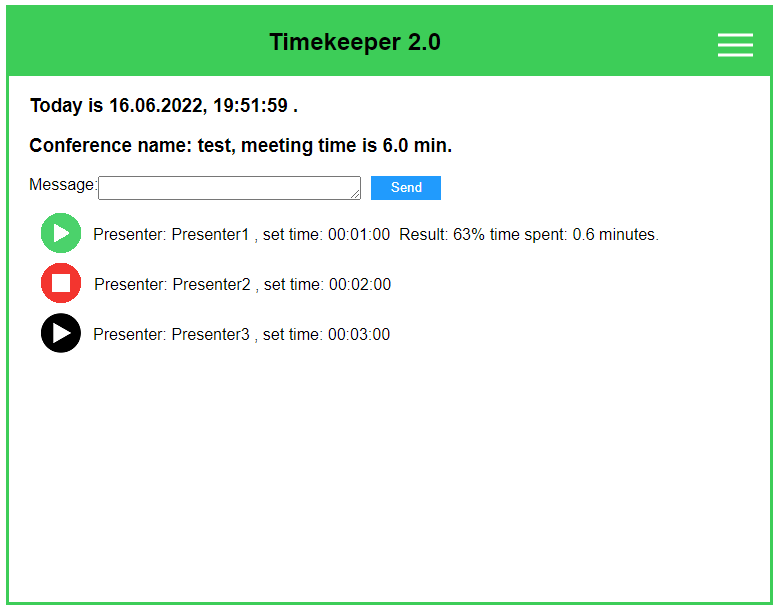 Timekeeper 2.0
Today is 16.06.2022, 19:51:59 .
Conference name: test, meeting time is 6.0 min.
Message: Send
Presenter: Presenter1 , set time: 00:01:00 Result: 63% time spent: 0.6 minutes.
Presenter: Presenter2 , set time: 00:02:00
Presenter: Presenter3 , set time: 00:03:00